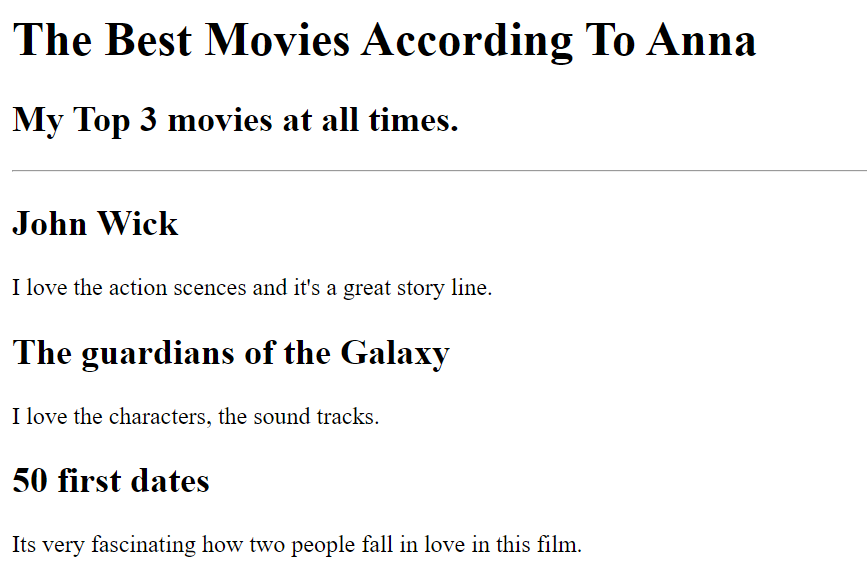 The Best Movies According To Anna
My Top 3 movies at all times.
John Wick
I love the action scences and it's a great story line.
The guardians of the Galaxy
I love the characters, the sound tracks.
50 first dates
Its very fascinating how two people fall in love in this film.